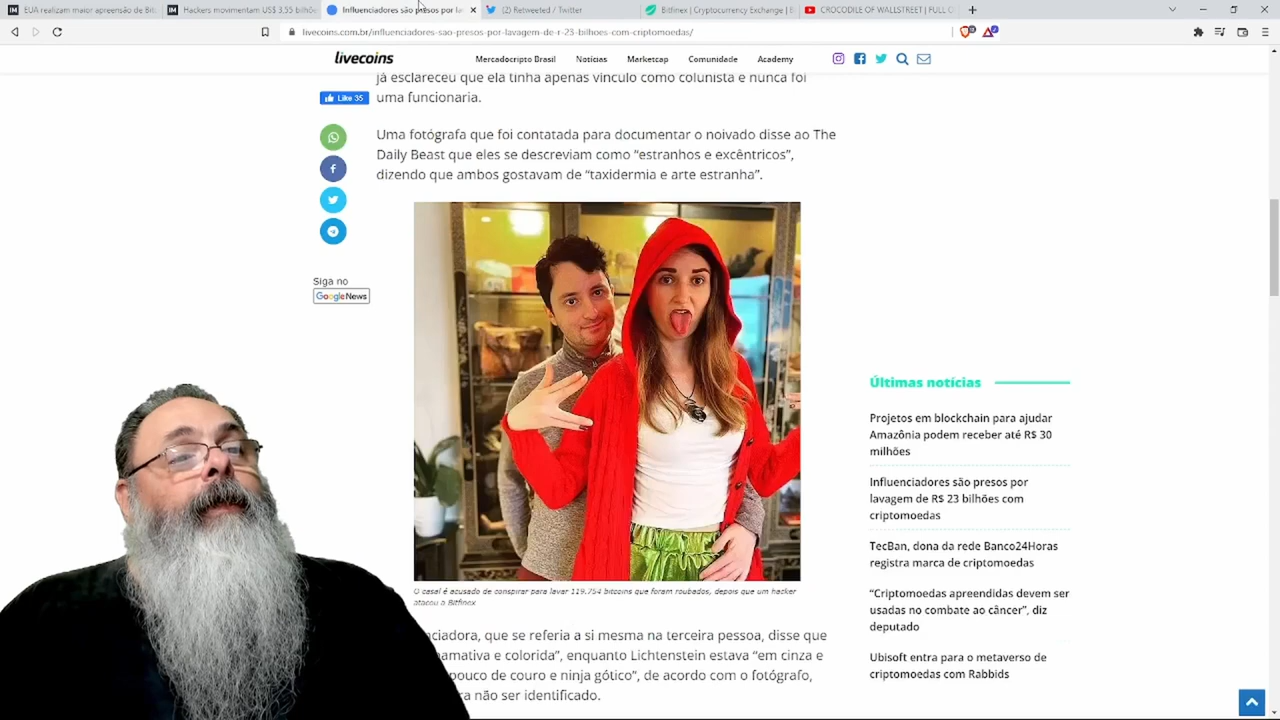 EUA realizam maior apreensão de Bit
Hackers movimentam US$ 3,55 bilhõe
Influenciadores são presos por la
(2) Retweeted / Twitter
Bitfinex | Cryptocurrency Exchange | B
CROCODILE OF WALLSTREET | FULL C
livecoins.com.br/influenciadores-sao-presos-por-lavagem-de-r-23-bilhoes-com-criptomoedas/
livecoins
Mercadocripto Brasil
Notícias
Marketcap
Comunidade
Academy
já esclareceu que ela tinha apenas vínculo como colunista e nunca foi
uma funcionaria.
Like 35
Uma fotógrafa que foi contatada para documentar o noivado disse ao The
Daily Beast que eles se descreviam como “estranhos e excêntricos”,
dizendo que ambos gostavam de “taxidermia e arte estranha”.
Siga no
Google News
O casal é acusado de conspirar para lavar 119.754 bitcoins que foram roubados, depois que um hacker
atacou a Bitfinex
nciadora, que se referia a si mesma na terceira pessoa, disse que
amativa e colorida”, enquanto Lichtenstein estava “em cinza e
pouco de couro e ninja gótico”, de acordo com o fotógrafo,
ra não ser identificado.
Últimas notícias
Projetos em blockchain para ajudar
Amazônia podem receber até R$ 30
milhões
Influenciadores são presos por
lavagem de R$ 23 bilhões com
criptomoedas
TecBan, dona da rede Banco24Horas
registra marca de criptomoedas
“Criptomoedas apreendidas devem ser
usadas no combate ao câncer”, diz
deputado
Ubisoft entra para o metaverso de
criptomoedas com Rabbids